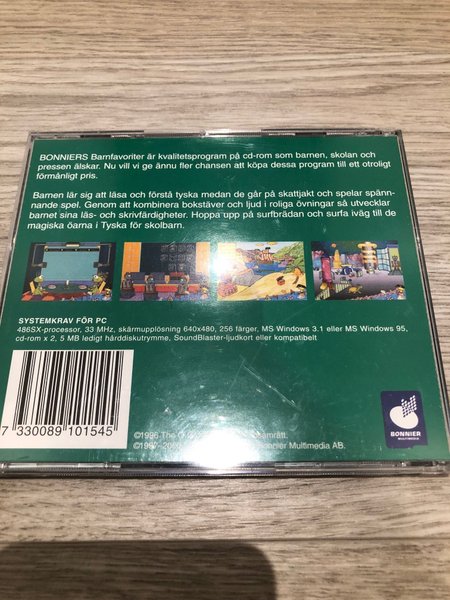 BONNIERS Barnfavoriter är kvalitetsprogram på cd-rom som barnen, skolan och
pressen älskar. Nu vill vi ge ännu fler chansen att köpa dessa program till ett otroligt
förmånligt pris.
Barnen lär sig att läsa och förstå tyska medan de går på skattjakt och spelar spänn-
nande spel. Genom att kombinera bokstäver och ljud i roliga övningar så utvecklar
barnet sina läs- och skrivfärdigheter. Hoppa upp på surfbrädan och surfa iväg till de
magiska öarna i Tyska för skolbarn.
SYSTEMKRAV FÖR PC
486SX-processor, 33 MHz, skärmupplösning 640x480, 256 färger, MS Windows 3.1 eller MS Windows 95,
cd-rom x 2, 5 MB ledigt hårddiskutrymme, SoundBlaster-ljudkort eller kompatibelt
7 330089 101545
©1996 The
Bonnier Multimedia AB.
BONNIER
MULTIMEDIA